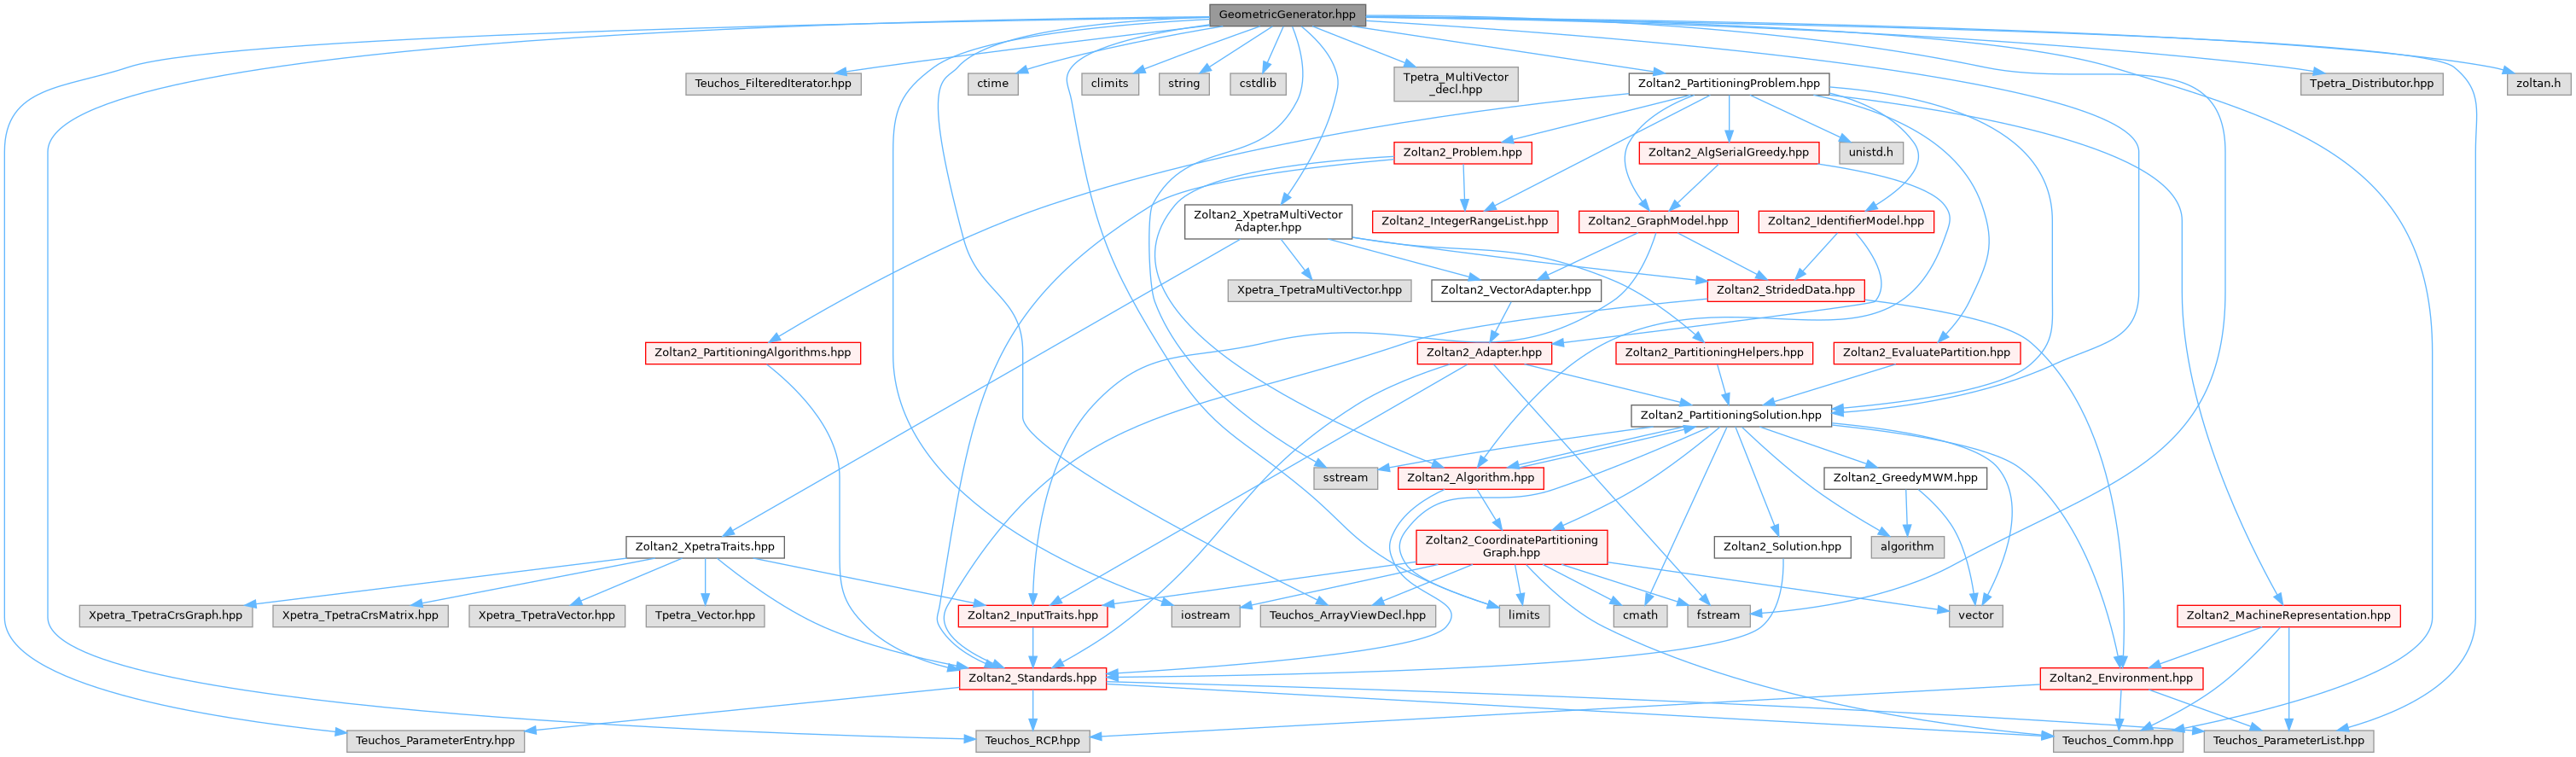 GeometricGenerator.hpp
Teuchos_FilteredIterator.hpp
ctime
climits
string
cstdlib
Tpetra_MultiVector
_decl.hpp
Zoltan2_PartitioningProblem.hpp
Tpetra_Distributor.hpp
zoltan.h
Zoltan2_Problem.hpp
Zoltan2_AlgSerialGreedy.hpp
unistd.h
Zoltan2_XpetraMultiVector
Adapter.hpp
Zoltan2_IntegerRangeList.hpp
Zoltan2_GraphModel.hpp
Zoltan2_IdentifierModel.hpp
Xpetra_TpetraMultiVector.hpp
Zoltan2_VectorAdapter.hpp
Zoltan2_StridedData.hpp
Zoltan2_PartitioningAlgorithms.hpp
Zoltan2_Adapter.hpp
Zoltan2_PartitioningHelpers.hpp
Zoltan2_EvaluatePartition.hpp
Zoltan2_PartitioningSolution.hpp
sstream
Zoltan2_Algorithm.hpp
Zoltan2_GreedyMWM.hpp
Zoltan2_XpetraTraits.hpp
Zoltan2_CoordinatePartitioning
Graph.hpp
Zoltan2_Solution.hpp
algorithm
Xpetra_TpetraCrsGraph.hpp
Xpetra_TpetraCrsMatrix.hpp
Xpetra_TpetraVector.hpp
Tpetra_Vector.hpp
Zoltan2_InputTraits.hpp
iostream
Teuchos_ArrayViewDecl.hpp
limits
cmath
fstream
vector
Zoltan2_MachineRepresentation.hpp
Zoltan2_Standards.hpp
Zoltan2_Environment.hpp
Teuchos_ParameterEntry.hpp
Teuchos_RCP.hpp
Teuchos_Comm.hpp
Teuchos_ParameterList.hpp